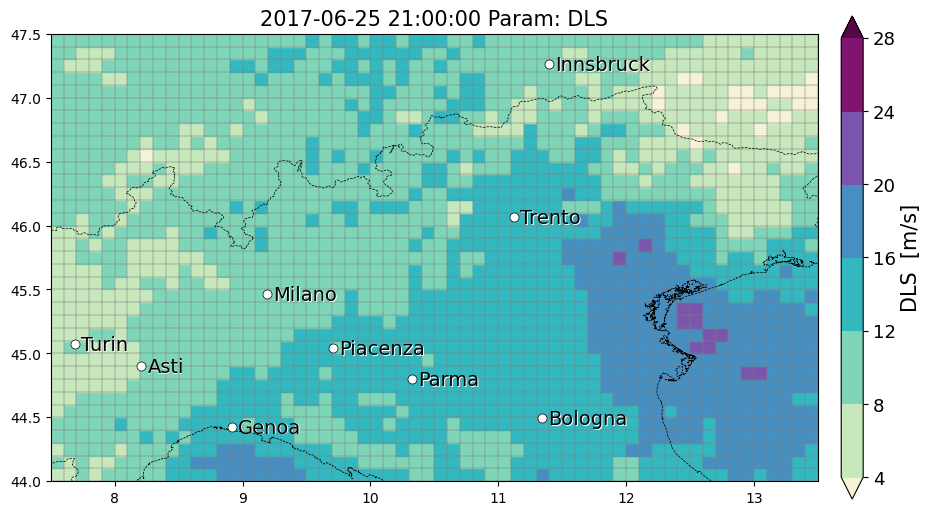 2017-06-25 21:00:00 Param: DLS
47.5
47.0
46.5
46.0
45.5
45.0
44.5
44.0
8 9 10 11 12 13
Innsbruck
Trento
Milano
Turin
Asti
Piacenza
Parma
Genoa
Bologna
28
24
20
16
12
8
4
DLS [m/s]